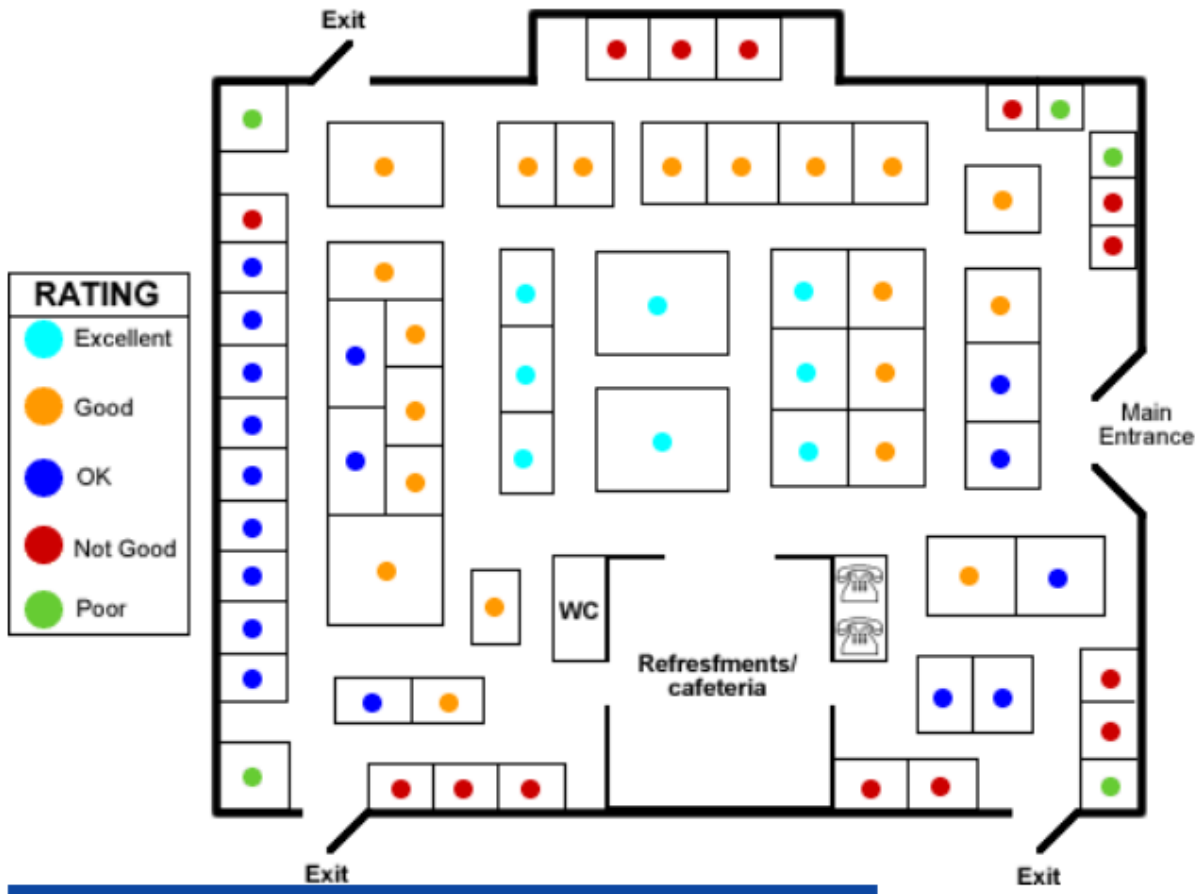 Exit
RATING
Excellent
Good
OK
Not Good
Poor
Main
Entrance
WC
Refresfments/
cafeteria
Exit
Exit